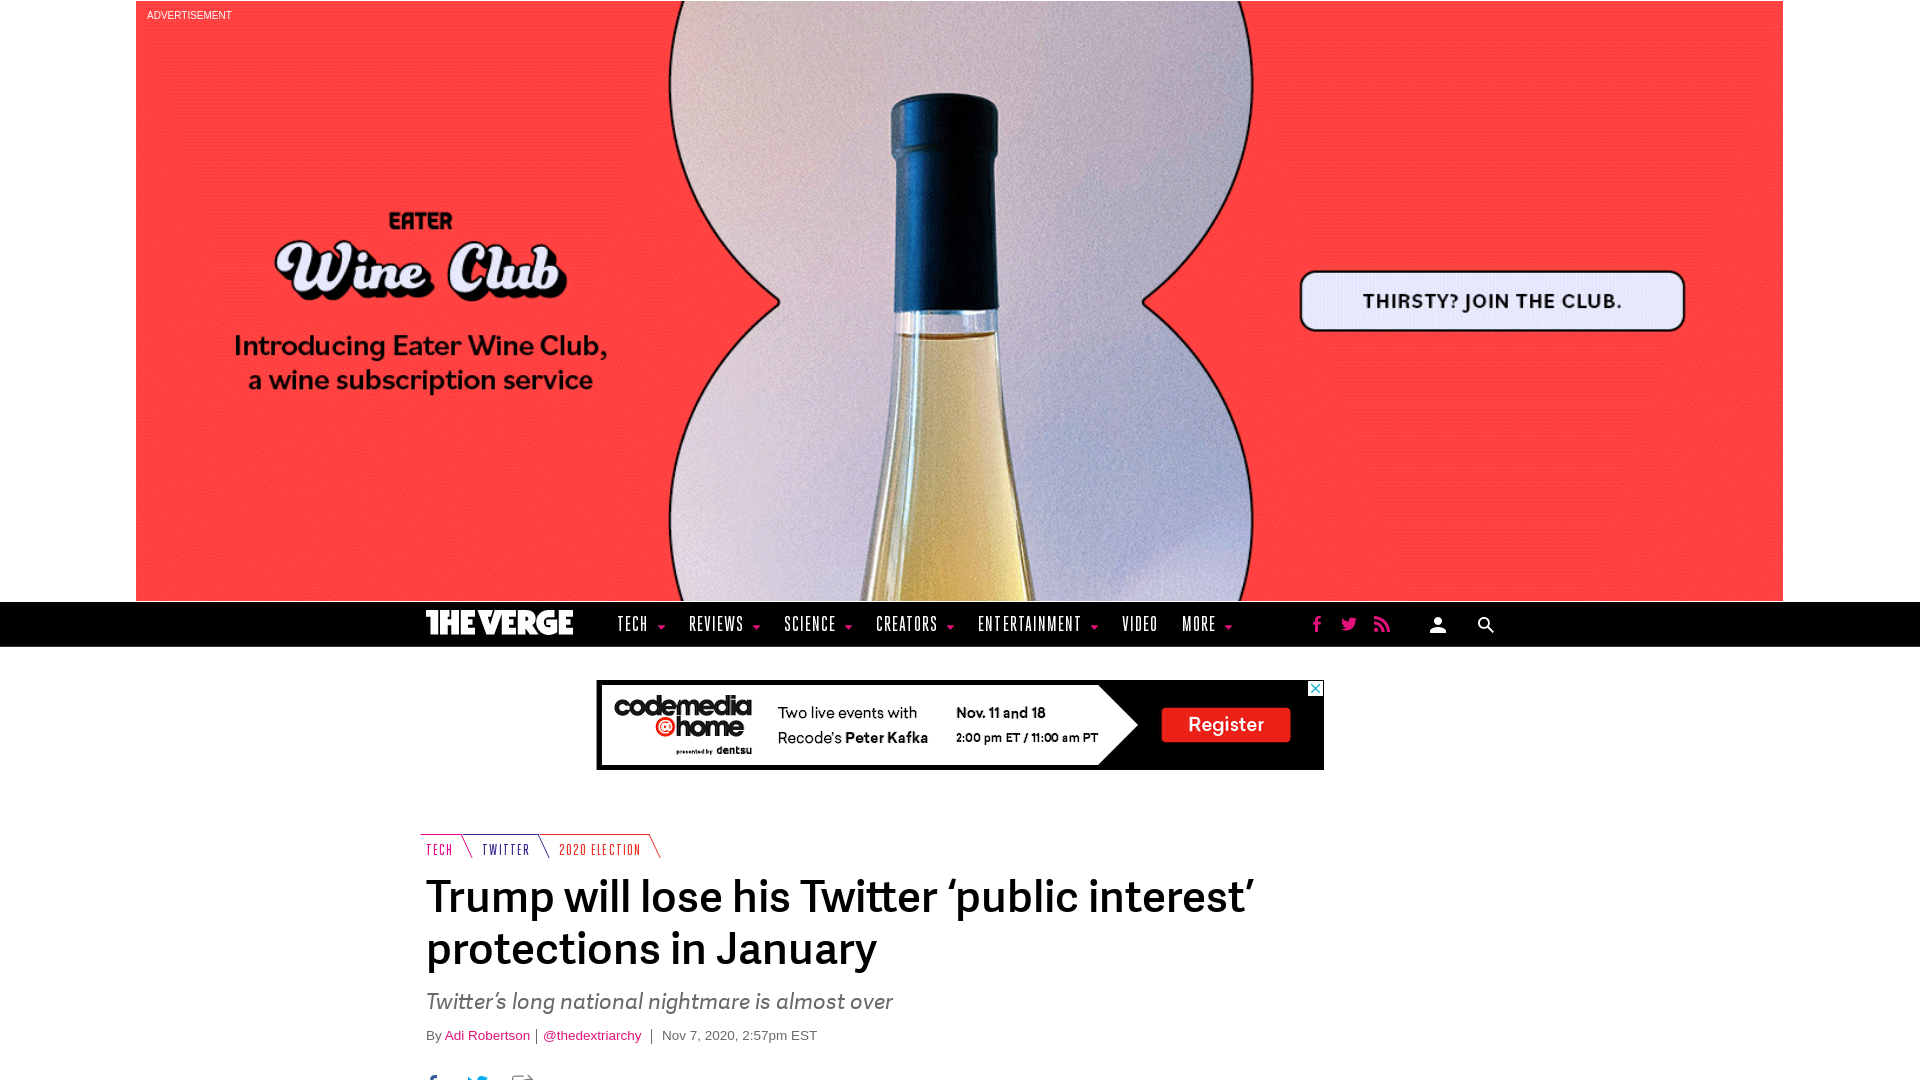 ADVERTISEMENT
EATER
Wine Club
Introducing Eater Wine Club,
a wine subscription service
THIRSTY? JOIN THE CLUB.
THE VERGE TECH REVIEWS SCIENCE CREATORS ENTERTAINMENT VIDEO MORE
codemedia
@home
presented by dentsu
Two live events with
Recode's Peter Kafka
Nov. 11 and 18
2:00 pm ET / 11:00 am PT
Register
TECH TWITTER 2020 ELECTION
Trump will lose his Twitter ‘public interest’
protections in January
Twitter’s long national nightmare is almost over
By Adi Robertson | @thedextriarchy | Nov 7, 2020, 2:57pm EST